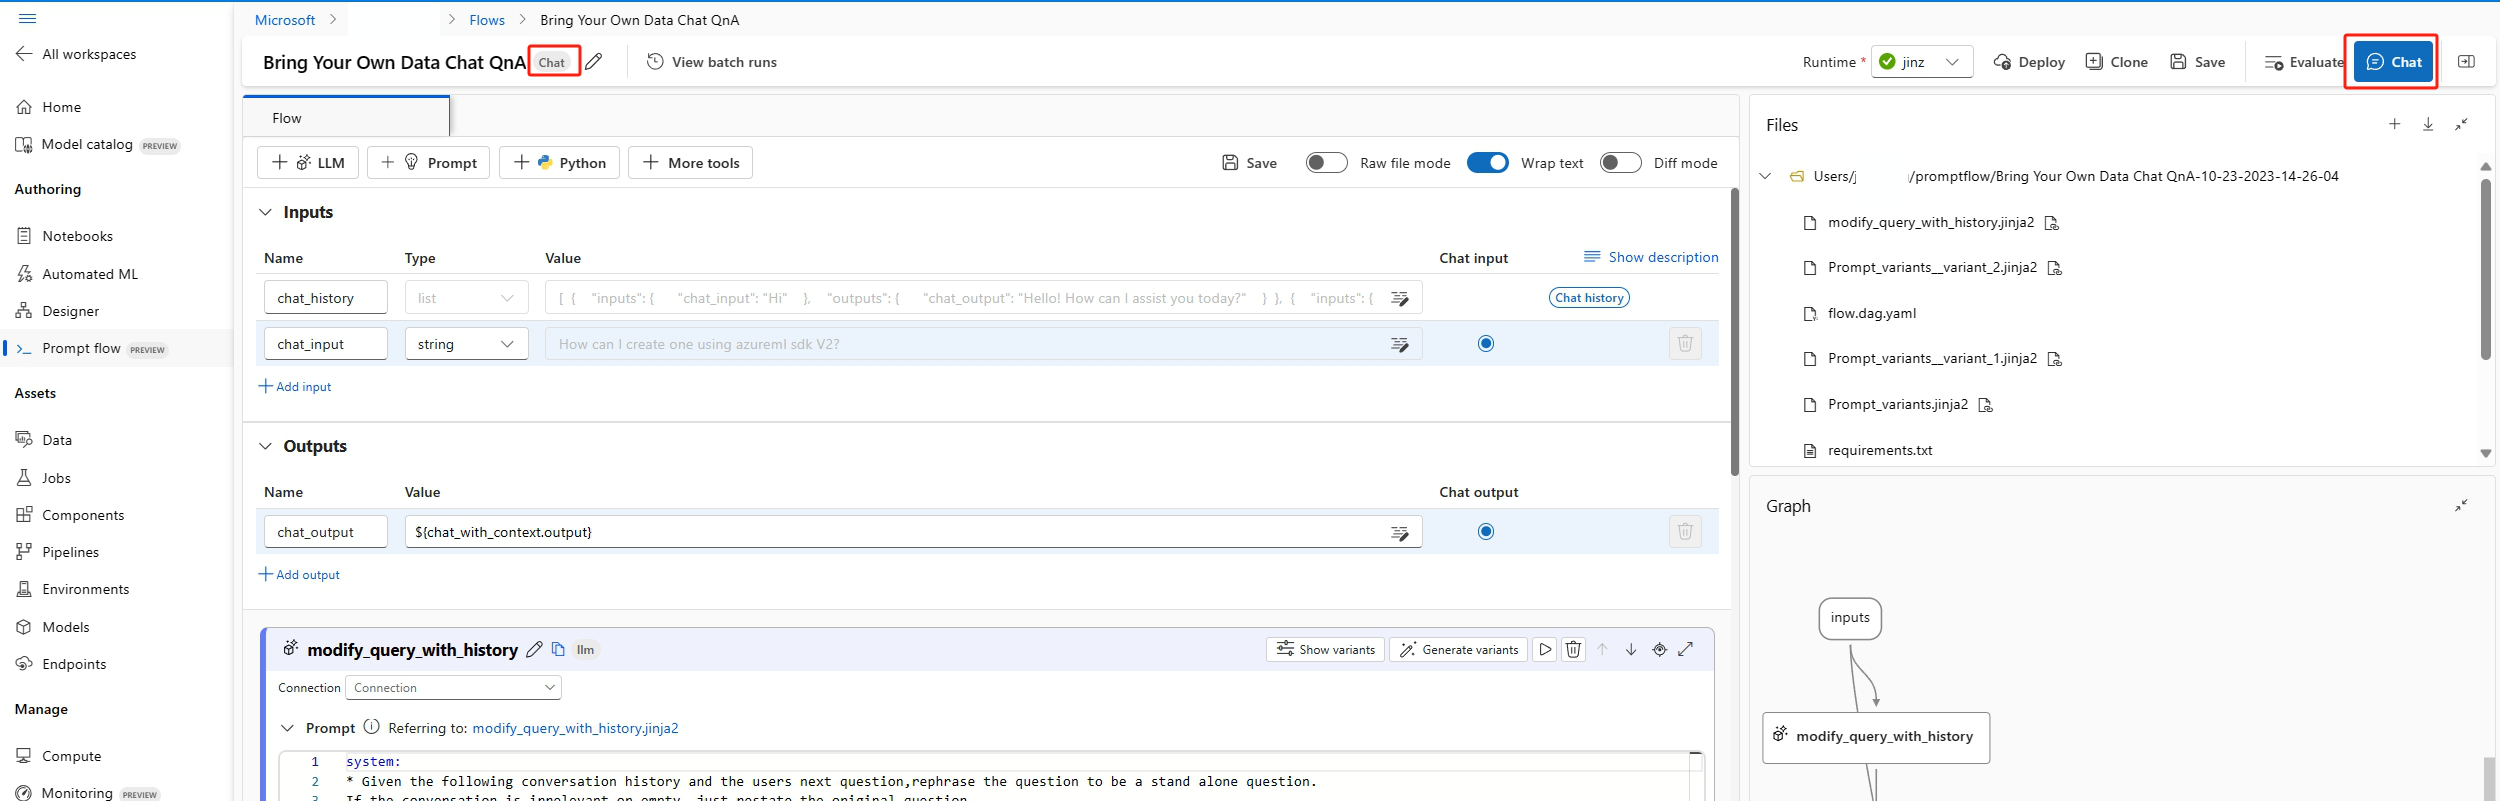 Microsoft > > Flows > Bring Your Own Data Chat QnA
All workspaces
Home
Model catalog PREVIEW
Authoring
Notebooks
Automated ML
Designer
Prompt flow PREVIEW
Assets
Data
Jobs
Components
Pipelines
Environments
Models
Endpoints
Manage
Compute
Monitoring PREVIEW
Bring Your Own Data Chat QnA Chat
View batch runs
Runtime * jinz
Deploy
Clone
Save
Evaluate
Chat
Flow
+ LLM
+ Prompt
+ Python
+ More tools
Save
Raw file mode
Wrap text
Diff mode
Inputs
Name Type Value Chat input Show description
chat_history list [ { "inputs": { "chat_input": "Hi" }, "outputs": { "chat_output": "Hello! How can I assist you today?" } }, { "inputs": { Chat history
chat_input string How can I create one using azureml sdk V2?
+ Add input
Outputs
Name Value Chat output
chat_output ${chat_with_context.output}
+ Add output
modify_query_with_history llm
Show variants
Generate variants
Connection Connection
Prompt Referring to: modify_query_with_history.jinja2
1 system:
2 * Given the following conversation history and the users next question,rephrase the question to be a stand alone question.
Files
Users/j /promptflow/Bring Your Own Data Chat QnA-10-23-2023-14-26-04
modify_query_with_history.jinja2
Prompt_variants__variant_2.jinja2
flow.dag.yaml
Prompt_variants__variant_1.jinja2
Prompt_variants.jinja2
requirements.txt
Graph
inputs
modify_query_with_history